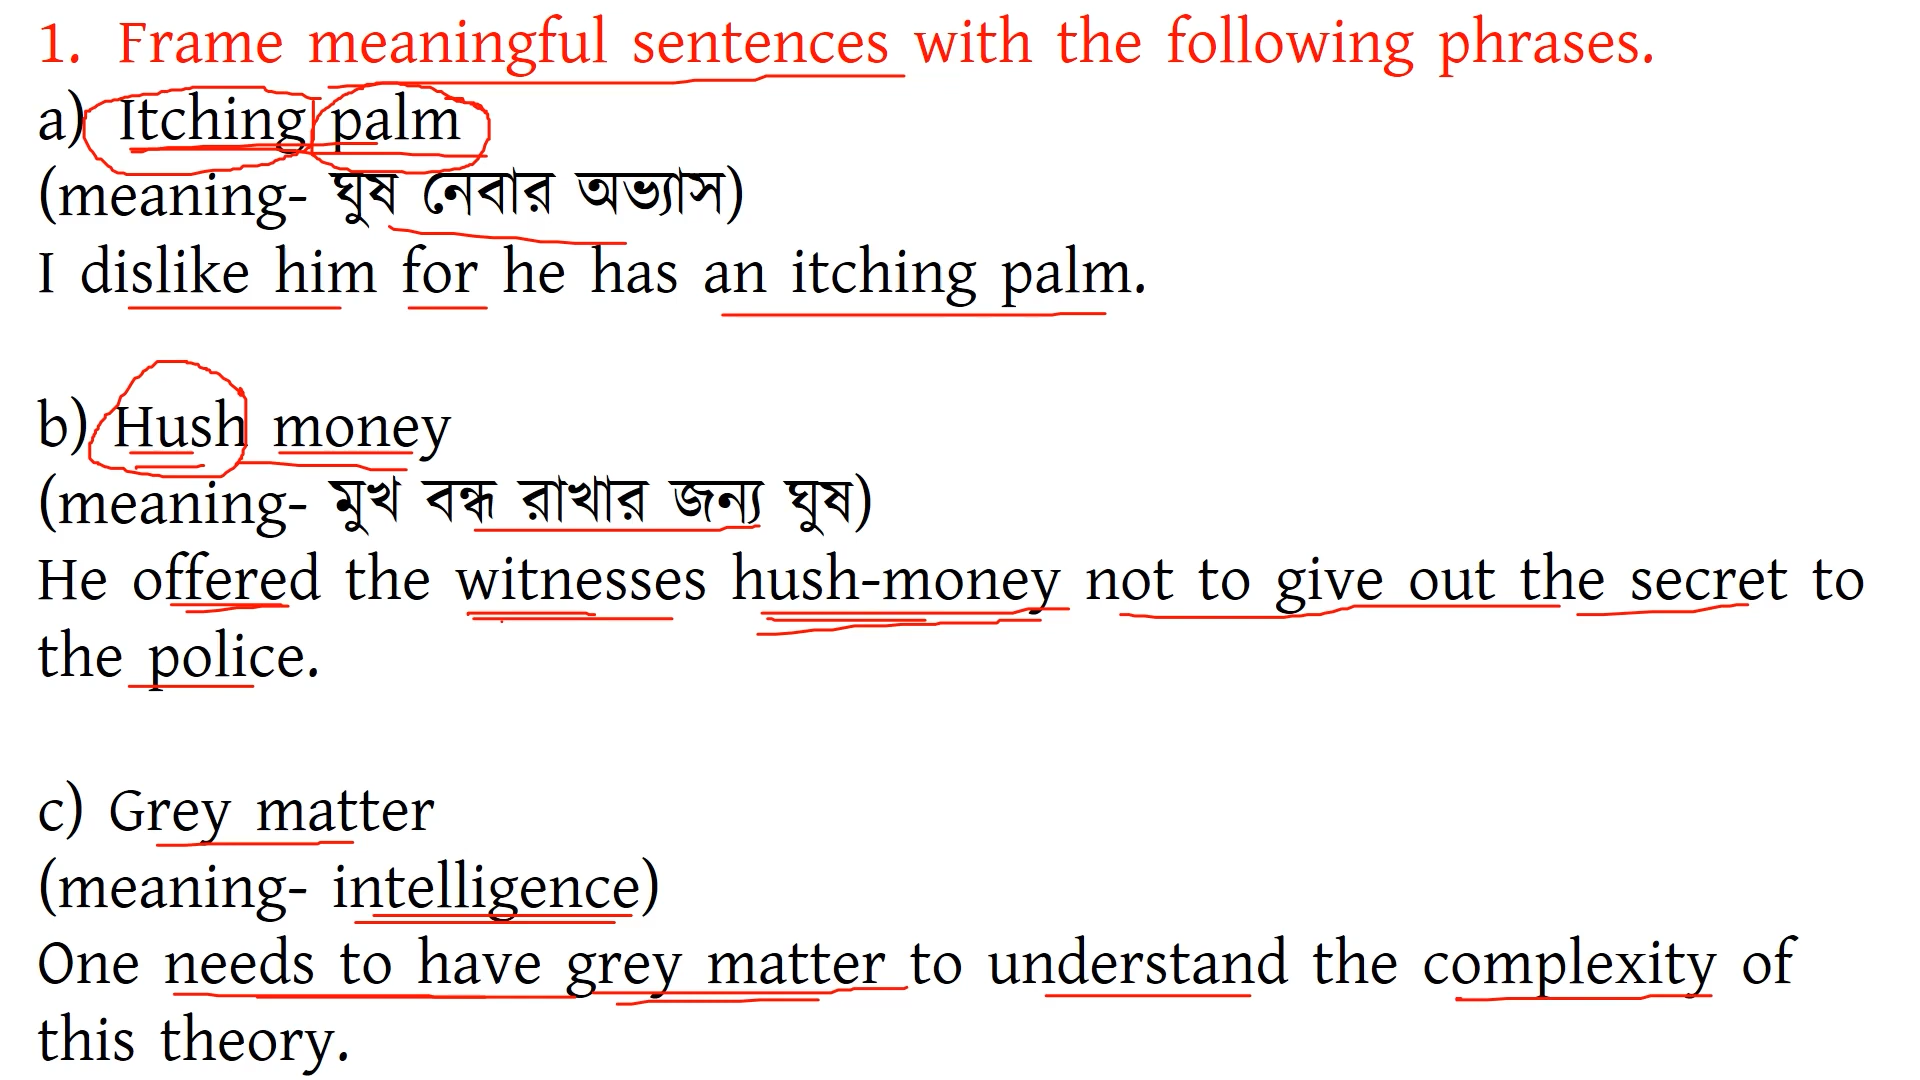 1. Frame meaningful sentences with the following phrases.
a) Itching palm
(meaning- ঘুষ নেবার অভ্যাস)
I dislike him for he has an itching palm.
b) Hush money
(meaning- মুখ বন্ধ রাখার জন্য ঘুষ)
He offered the witnesses hush-money not to give out the secret to
the police.
c) Grey matter
(meaning- intelligence)
One needs to have grey matter to understand the complexity of
this theory.